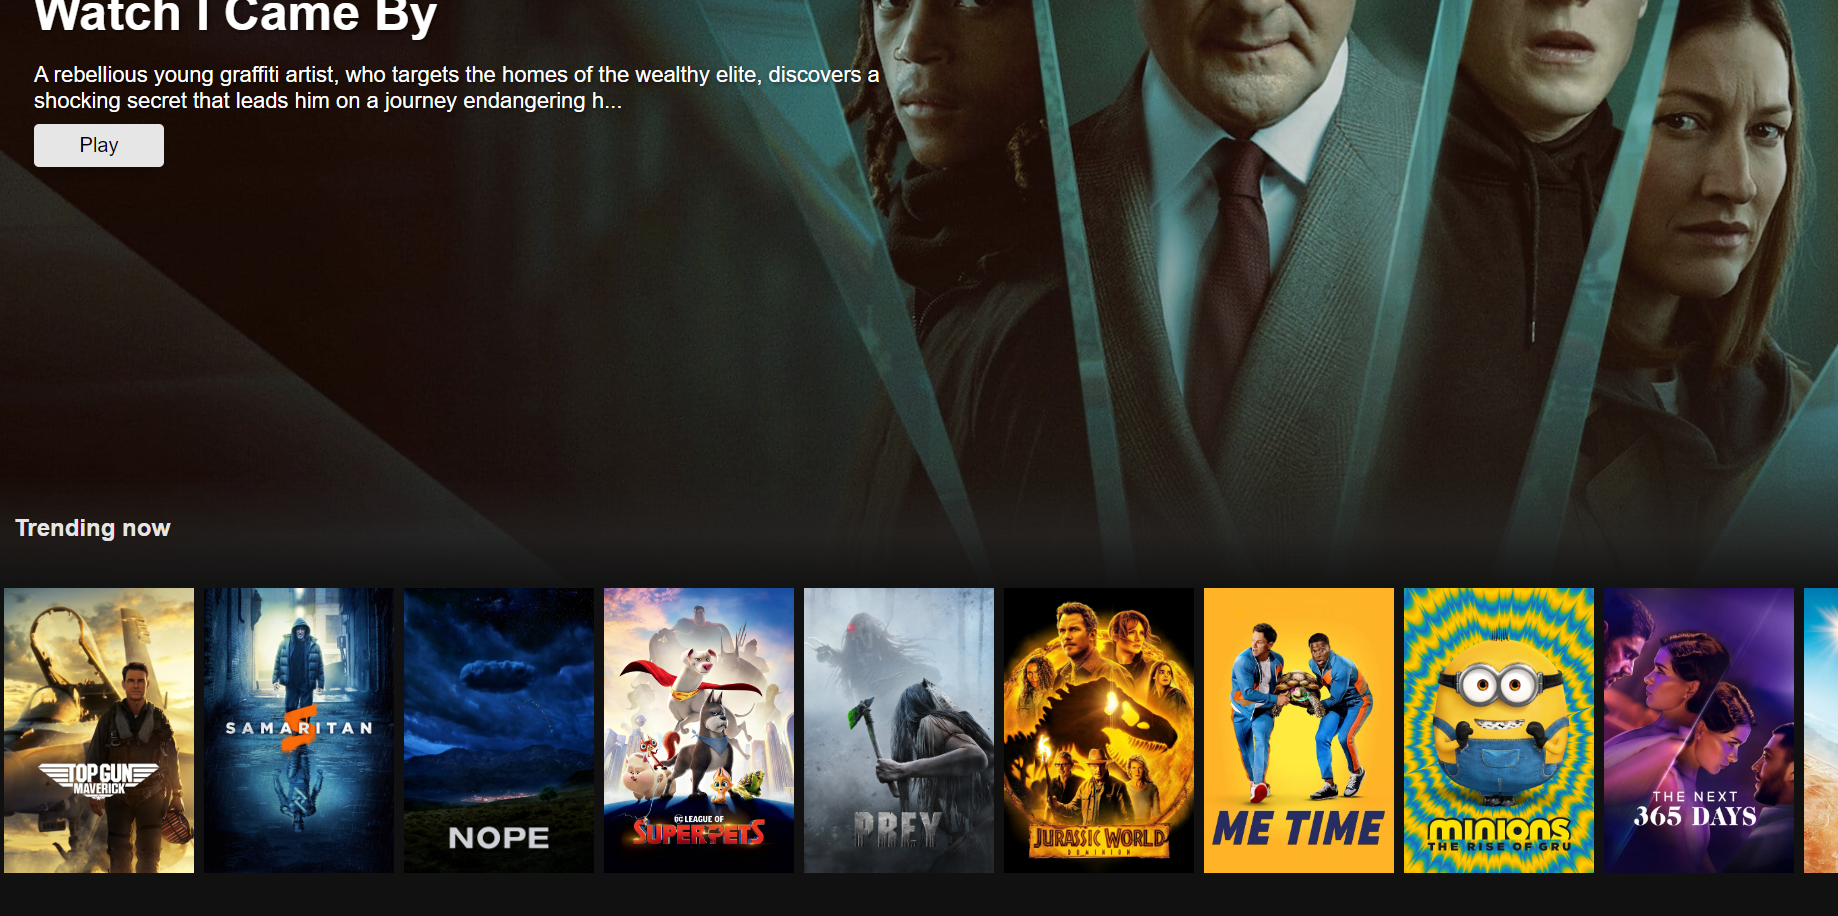 Watch I Came By
A rebellious young graffiti artist, who targets the homes of the wealthy elite, discovers a
shocking secret that leads him on a journey endangering h...
Play
Trending now
TOP GUN
MAVERICK
SAMARITAN
NOPE
DC LEAGUE OF
SUPER-PETS
PREY
JURASSIC WORLD
DOMINION
ME TIME
MINIONS
THE RISE OF GRU
THE NEXT
365 DAYS